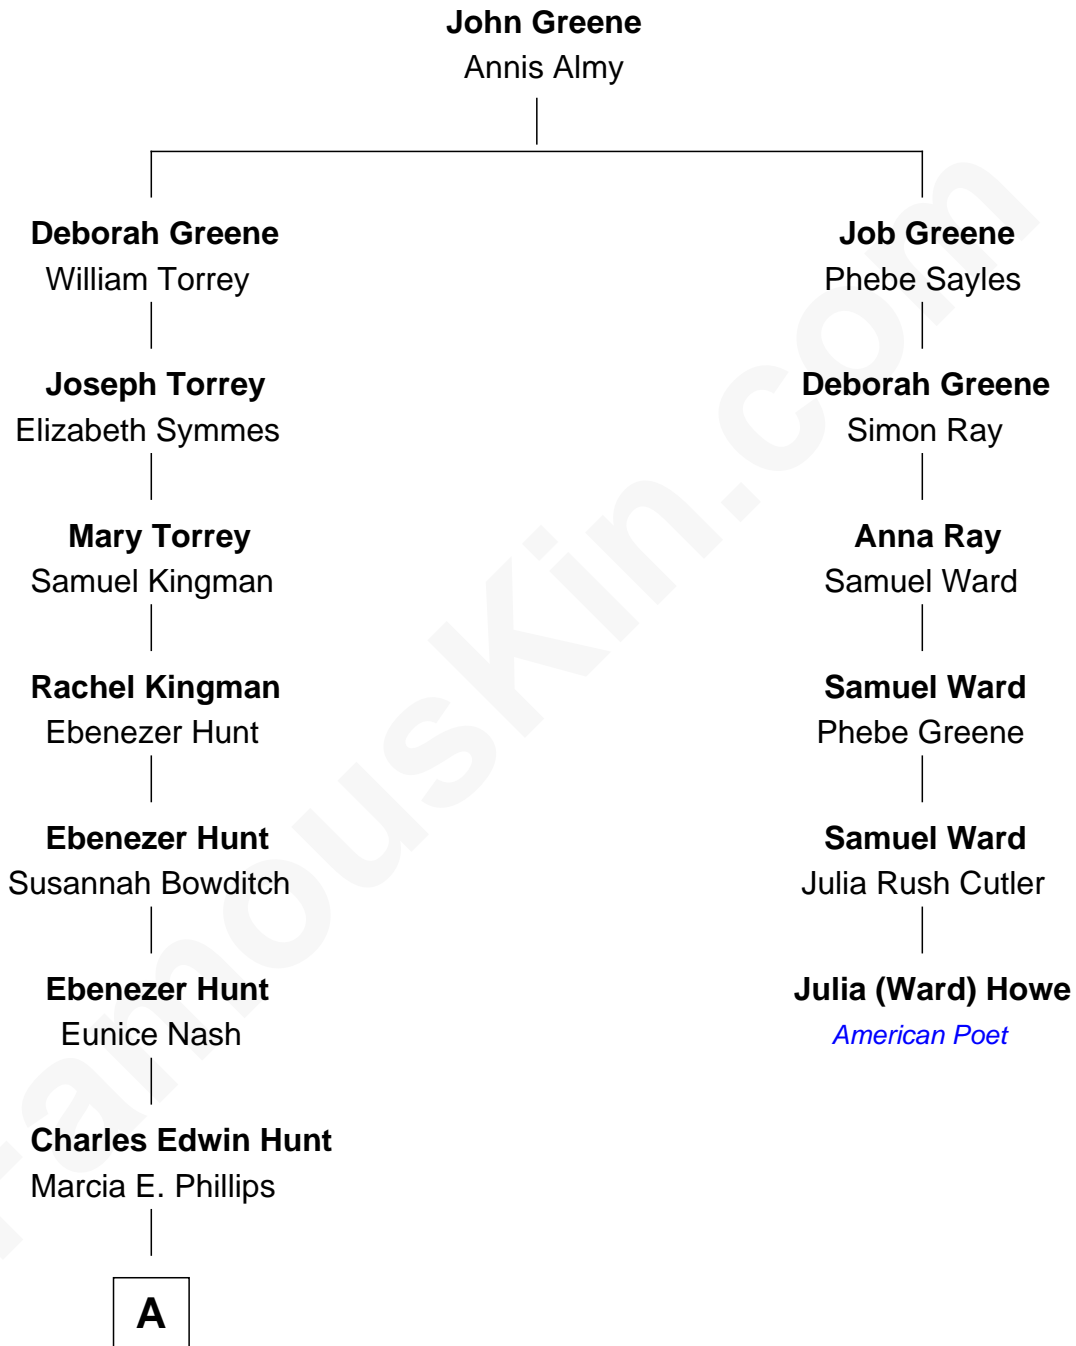 John Greene
Annis Almy
Deborah Greene
William Torrey
Job Greene
Phebe Sayles
Joseph Torrey
Elizabeth Symmes
Deborah Greene
Simon Ray
Mary Torrey
Samuel Kingman
Anna Ray
Samuel Ward
Rachel Kingman
Ebenezer Hunt
Samuel Ward
Phebe Greene
Ebenezer Hunt
Susannah Bowditch
Samuel Ward
Julia Rush Cutler
Ebenezer Hunt
Eunice Nash
Julia (Ward) Howe
American Poet
Charles Edwin Hunt
Marcia E. Phillips
A
FamousKin.com